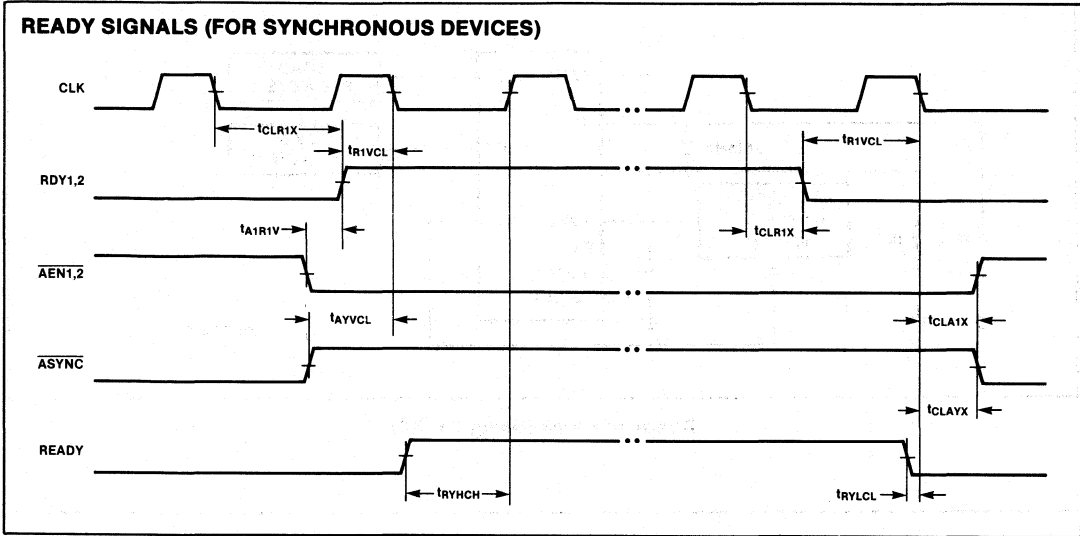 READY SIGNALS (FOR SYNCHRONOUS DEVICES)
CLK
tCLR1X
tR1VCL
tR1VCL
RDY1,2
tA1R1V
tCLR1X
AEN1,2
tAYVCL
tCLA1X
ASYNC
tCLAYX
READY
tRYHCH
tRYLCL